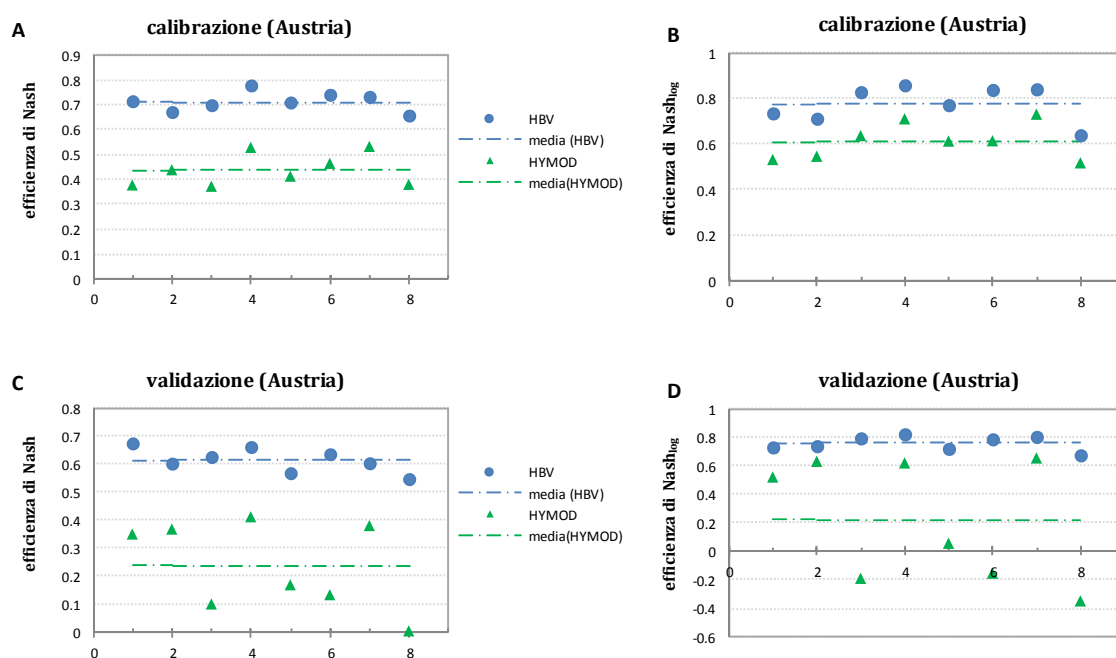 A
calibrazione (Austria)
efficienza di Nash
0.9
0.8
0.7
0.6
0.5
0.4
0.3
0.2
0.1
0
0 2 4 6 8
HBV
media (HBV)
HYMOD
media(HYMOD)
B
calibrazione (Austria)
efficienza di Nashlog
1
0.8
0.6
0.4
0.2
0
0 2 4 6 8
C
validazione (Austria)
efficienza di Nash
0.8
0.7
0.6
0.5
0.4
0.3
0.2
0.1
0
0 2 4 6 8
HBV
media (HBV)
HYMOD
media(HYMOD)
D
validazione (Austria)
efficienza di Nashlog
1
0.8
0.6
0.4
0.2
0
-0.2
-0.4
-0.6
0 2 4 6 8